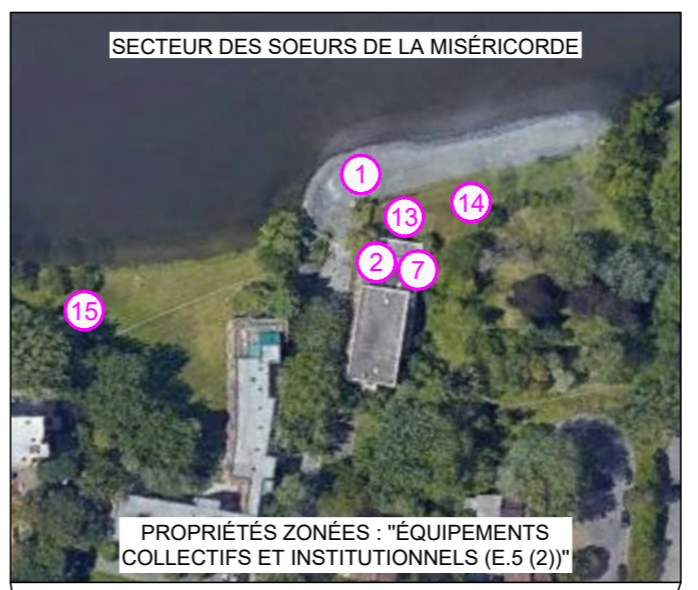 SECTEUR DES SOEURS DE LA MISÉRICORDE
1
14
13
2
7
15
PROPRIÉTÉS ZONÉES : "ÉQUIPEMENTS
COLLECTIFS ET INSTITUTIONNELS (E.5 (2))"